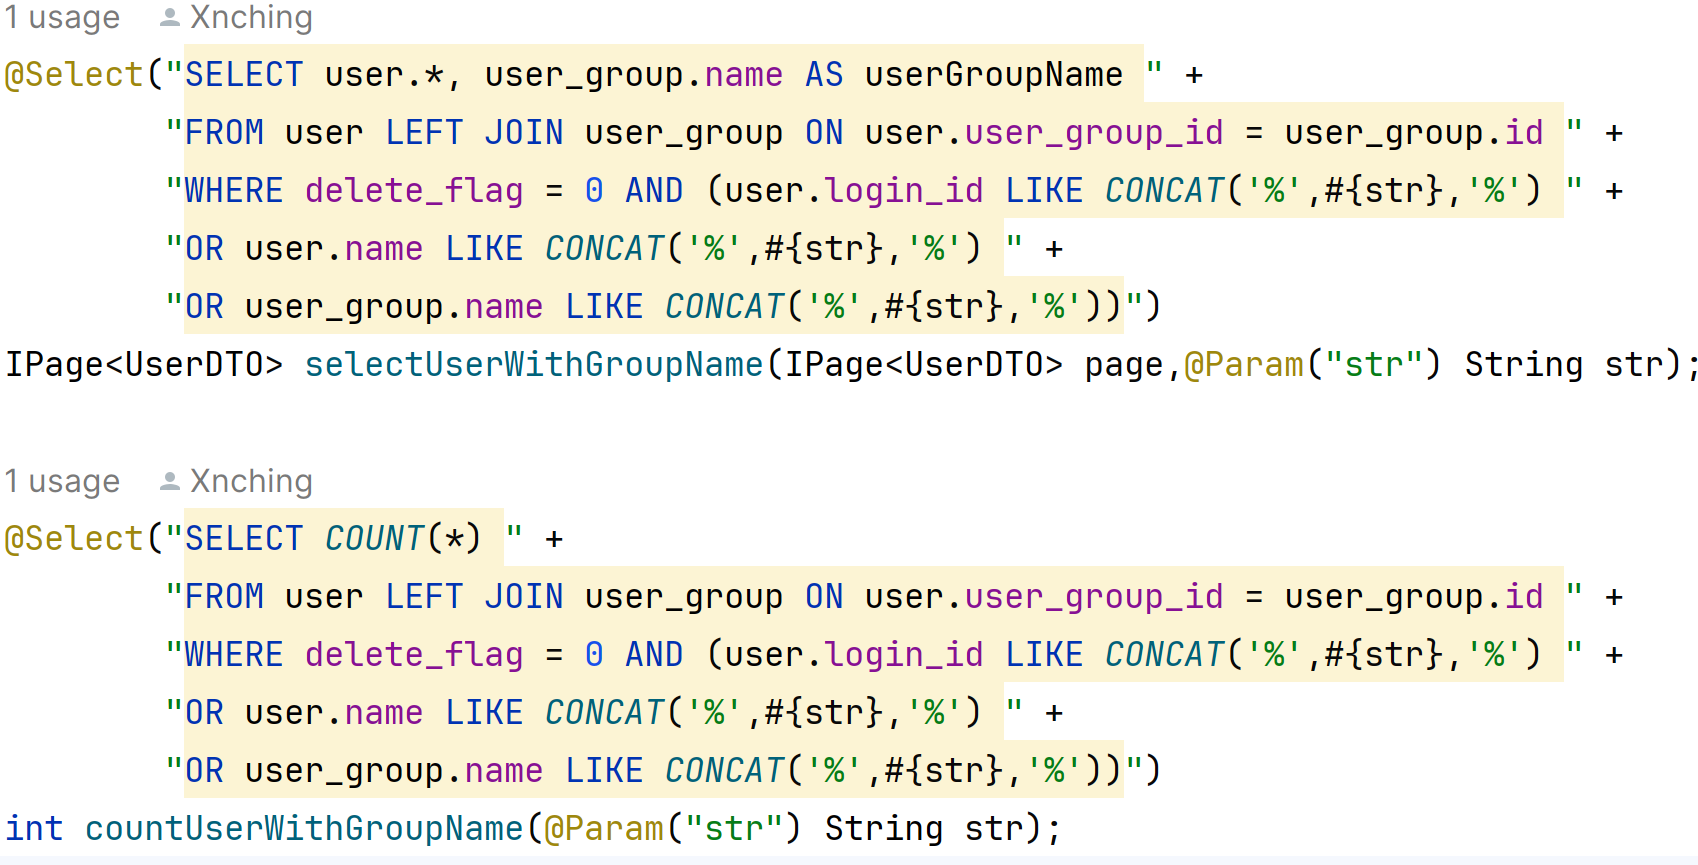 1 usage Xnching
@Select("SELECT user.*, user_group.name AS userGroupName " +
"FROM user LEFT JOIN user_group ON user.user_group_id = user_group.id " +
"WHERE delete_flag = 0 AND (user.login_id LIKE CONCAT('%',#{str},'%') " +
"OR user.name LIKE CONCAT('%',#{str},'%') " +
"OR user_group.name LIKE CONCAT('%',#{str},'%'))")
IPage<UserDTO> selectUserWithGroupName(IPage<UserDTO> page,@Param("str") String str);
1 usage Xnching
@Select("SELECT COUNT(*) " +
"FROM user LEFT JOIN user_group ON user.user_group_id = user_group.id " +
"WHERE delete_flag = 0 AND (user.login_id LIKE CONCAT('%',#{str},'%') " +
"OR user.name LIKE CONCAT('%',#{str},'%') " +
"OR user_group.name LIKE CONCAT('%',#{str},'%'))")
int countUserWithGroupName(@Param("str") String str);